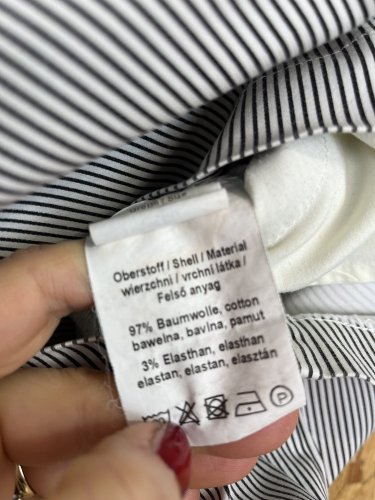 Oberstoff / Shell / Material
wierzchni / vrchní látka /
Felső anyag
97% Baumwolle, cotton
bawełna, bavlna, pamut
3% Elasthan, elasthan
elastan, elastan, elasztán
P